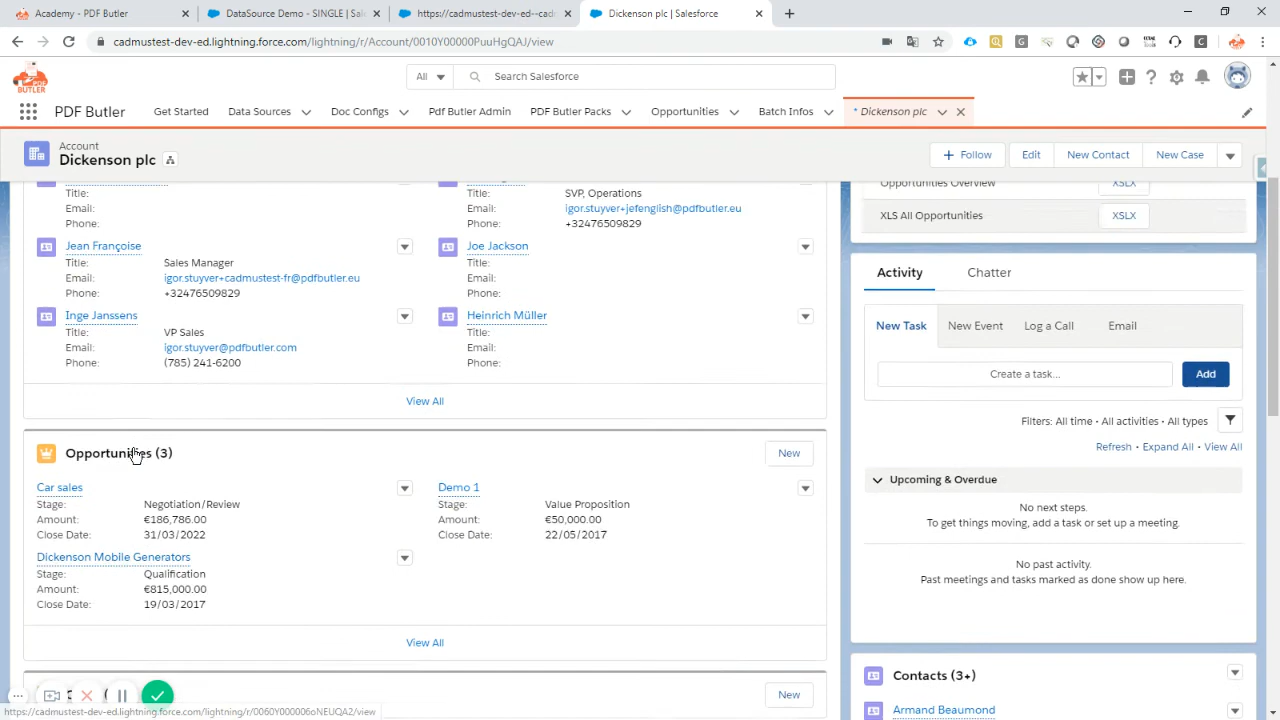 Academy - PDF Butler
DataSource Demo - SINGLE | Sal
https://cadmustest-dev-ed--cadm
Dickenson plc | Salesforce
cadmustest-dev-ed.lightning.force.com/lightning/r/Account/0010Y00000PuuHgQAJ/view
PDF
BUTLER
All
Search Salesforce
PDF Butler
Get Started
Data Sources
Doc Configs
Pdf Butler Admin
PDF Butler Packs
Opportunities
Batch Infos
* Dickenson plc
Account
Dickenson plc
Follow
Edit
New Contact
New Case
Title:
Email:
Phone:
Title: SVP, Operations
Email: igor.stuyver+jefenglish@pdfbutler.eu
Phone: +32476509829
Jean Françoise
Title: Sales Manager
Email: igor.stuyver+cadmustest-fr@pdfbutler.eu
Phone: +32476509829
Joe Jackson
Title:
Email:
Phone:
Inge Janssens
Title: VP Sales
Email: igor.stuyver@pdfbutler.com
Phone: (785) 241-6200
Heinrich Müller
Title:
Email:
Phone:
View All
Opportunities (3)
New
Car sales
Stage: Negotiation/Review
Amount: €186,786.00
Close Date: 31/03/2022
Demo 1
Stage: Value Proposition
Amount: €50,000.00
Close Date: 22/05/2017
Dickenson Mobile Generators
Stage: Qualification
Amount: €815,000.00
Close Date: 19/03/2017
View All
New
Opportunities Overview XSLX
XLS All Opportunities XSLX
Activity
Chatter
New Task
New Event
Log a Call
Email
Create a task...
Add
Filters: All time • All activities • All types
Refresh • Expand All • View All
Upcoming & Overdue
No next steps.
To get things moving, add a task or set up a meeting.
No past activity.
Past meetings and tasks marked as done show up here.
Contacts (3+)
Armand Beaumond
https://cadmustest-dev-ed.lightning.force.com/lightning/r/0060Y000006oNEUQA2/view